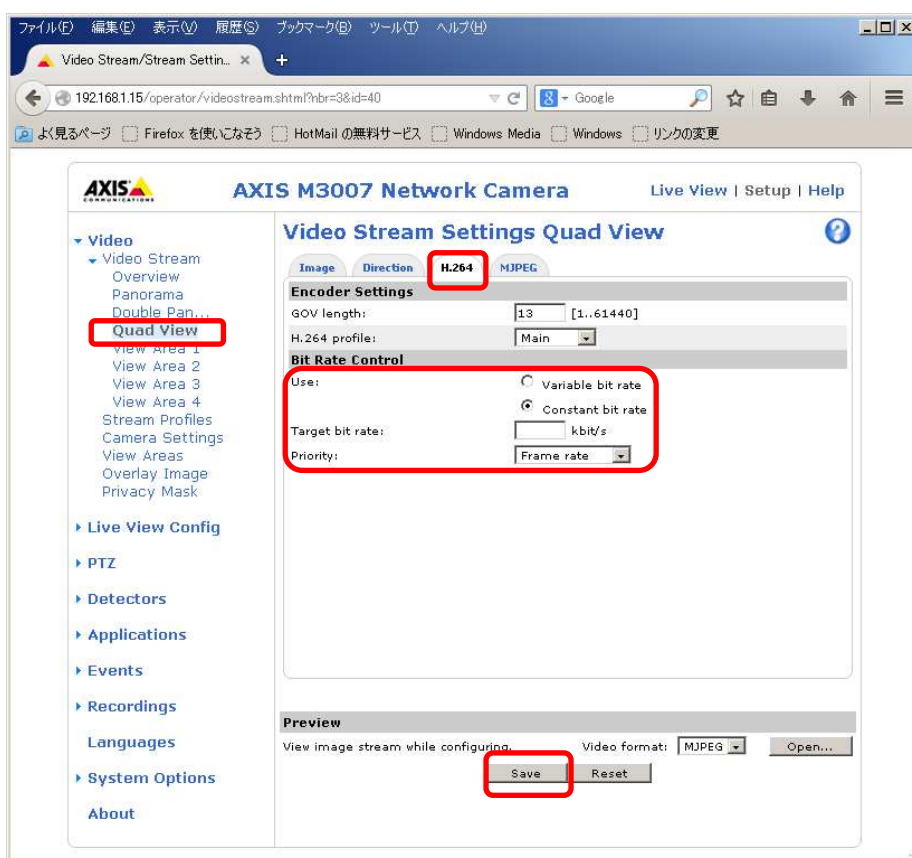 ファイル(F) 編集(E) 表示(V) 履歴(S) ブックマーク(B) ツール(T) ヘルプ(H)
Video Stream/Stream Settin... × +
192.168.1.15/operator/videostream.shtml?nbr=3&id=40 Google
よく見るページ Firefox を使いこなそう HotMail の無料サービス Windows Media Windows リンクの変更
AXIS COMMUNICATIONS
AXIS M3007 Network Camera
Live View | Setup | Help
Video
Video Stream
Overview
Panorama
Double Pan...
Quad View
View Area 1
View Area 2
View Area 3
View Area 4
Stream Profiles
Camera Settings
View Areas
Overlay Image
Privacy Mask
Live View Config
PTZ
Detectors
Applications
Events
Recordings
Languages
System Options
About
Video Stream Settings Quad View
?
Image Direction H.264 MJPEG
Encoder Settings
GOV length: 13 [1..61440]
H.264 profile: Main
Bit Rate Control
Use: Variable bit rate
Constant bit rate
Target bit rate: kbit/s
Priority: Frame rate
Preview
View image stream while configuring. Video format: MJPEG Open...
Save Reset